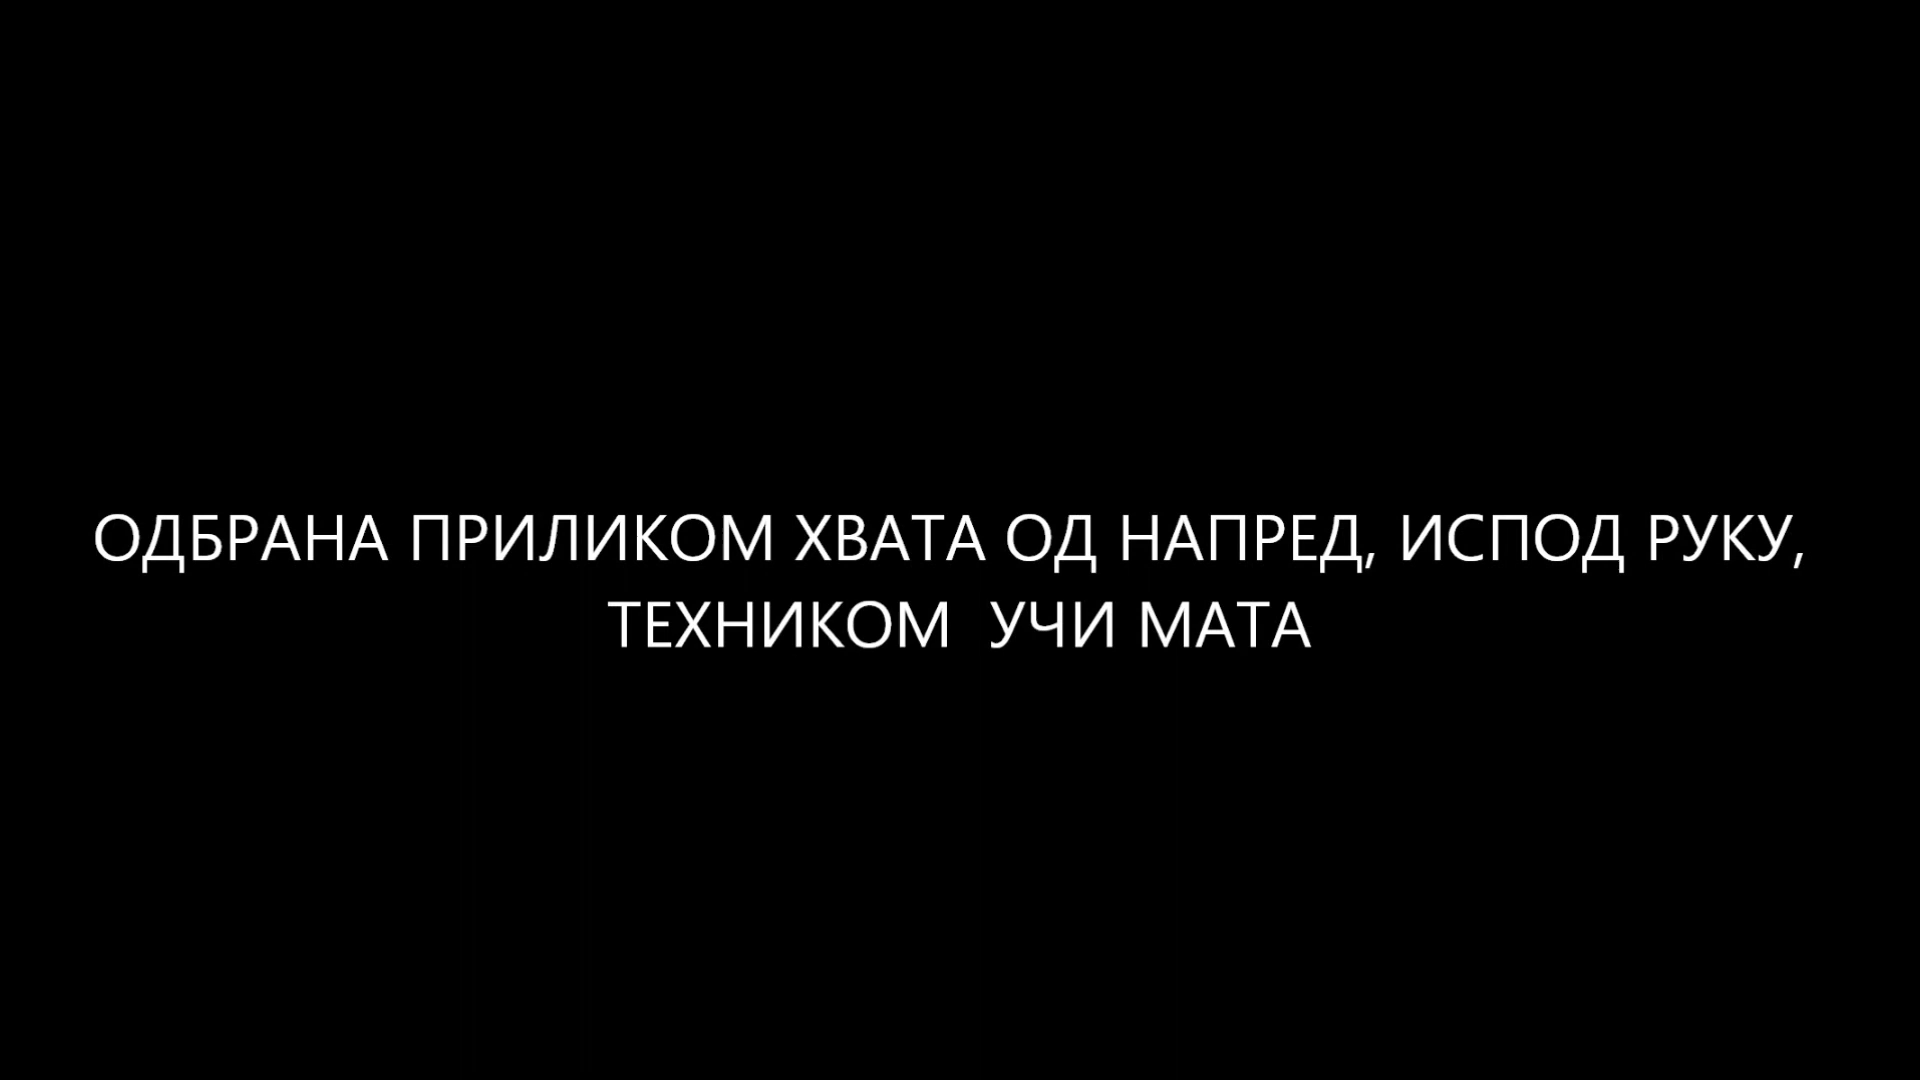 ОДБРАНА ПРИЛИКОМ ХВАТА ОД НАПРЕД, ИСПОД РУКУ,
ТЕХНИКОМ  УЧИ МАТА